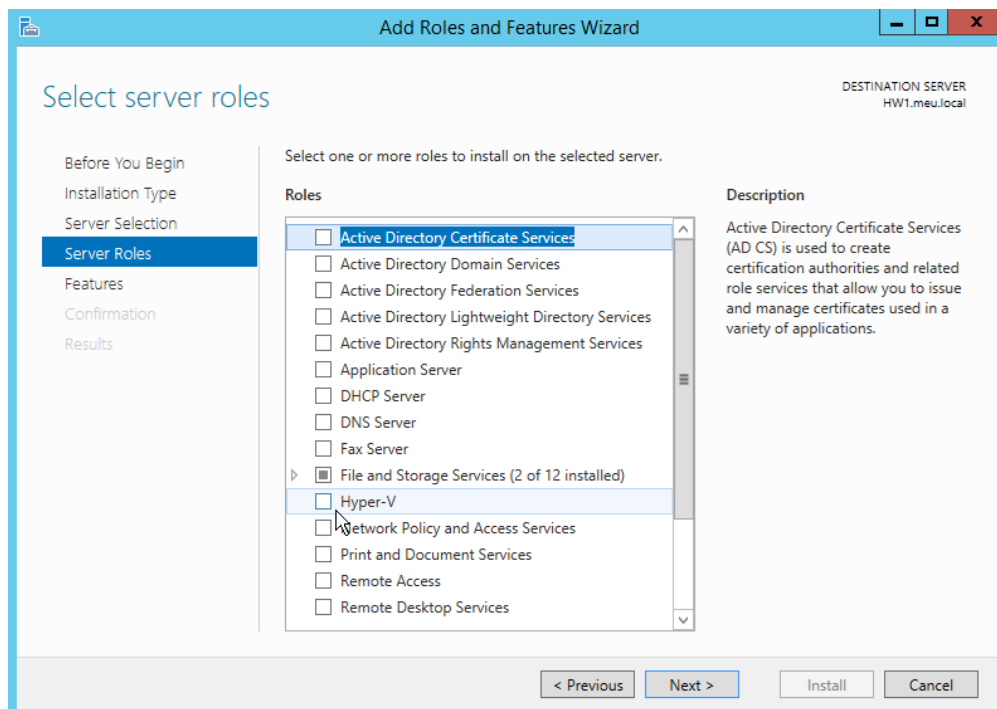 Add Roles and Features Wizard
Select server roles
DESTINATION SERVER
HW1.meu.local
Before You Begin
Installation Type
Server Selection
Server Roles
Features
Confirmation
Results
Select one or more roles to install on the selected server.
Roles
Active Directory Certificate Services
Active Directory Domain Services
Active Directory Federation Services
Active Directory Lightweight Directory Services
Active Directory Rights Management Services
Application Server
DHCP Server
DNS Server
Fax Server
File and Storage Services (2 of 12 installed)
Hyper-V
Network Policy and Access Services
Print and Document Services
Remote Access
Remote Desktop Services
Description
Active Directory Certificate Services
(AD CS) is used to create
certification authorities and related
role services that allow you to issue
and manage certificates used in a
variety of applications.
< Previous
Next >
Install
Cancel